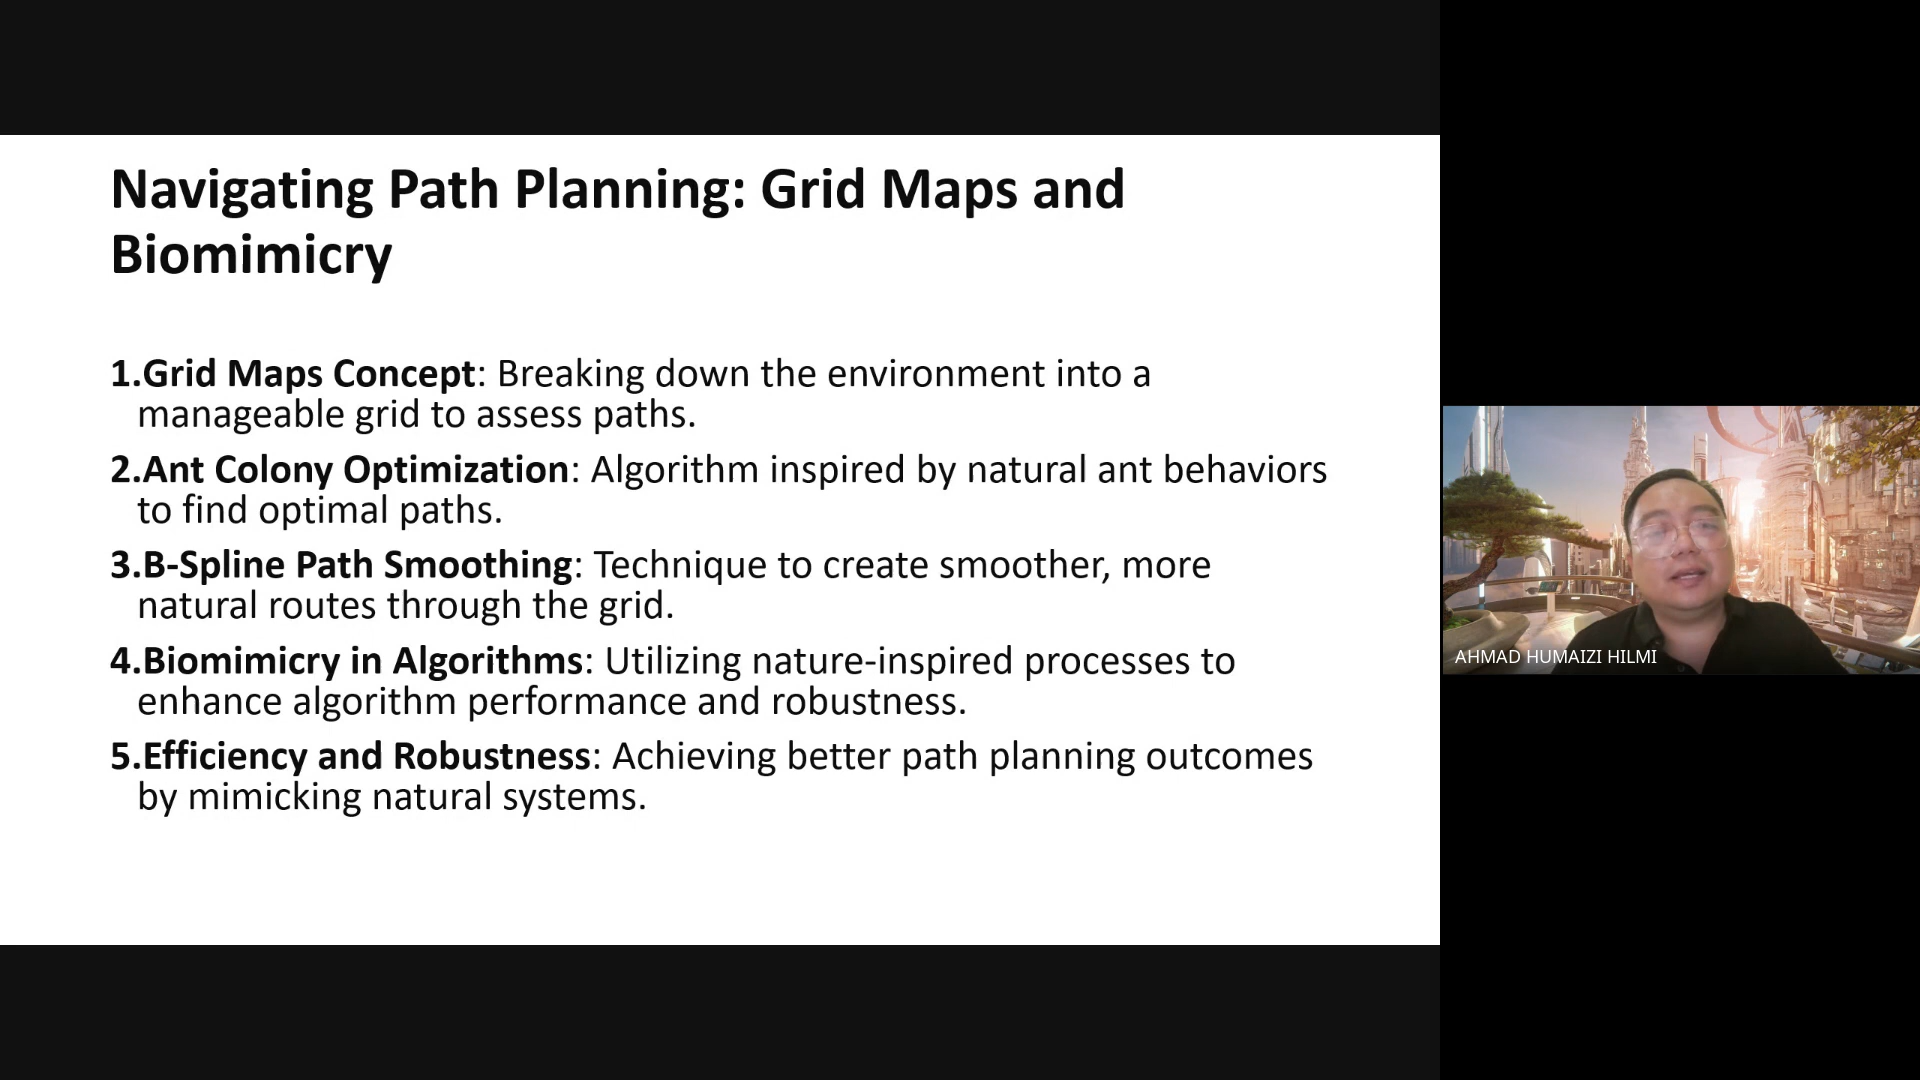 Navigating Path Planning: Grid Maps and
Biomimicry
1.Grid Maps Concept: Breaking down the environment into a
manageable grid to assess paths.
2.Ant Colony Optimization: Algorithm inspired by natural ant behaviors
to find optimal paths.
3.B-Spline Path Smoothing: Technique to create smoother, more
natural routes through the grid.
4.Biomimicry in Algorithms: Utilizing nature-inspired processes to
enhance algorithm performance and robustness.
5.Efficiency and Robustness: Achieving better path planning outcomes
by mimicking natural systems.
AHMAD HUMAIZI HILMI